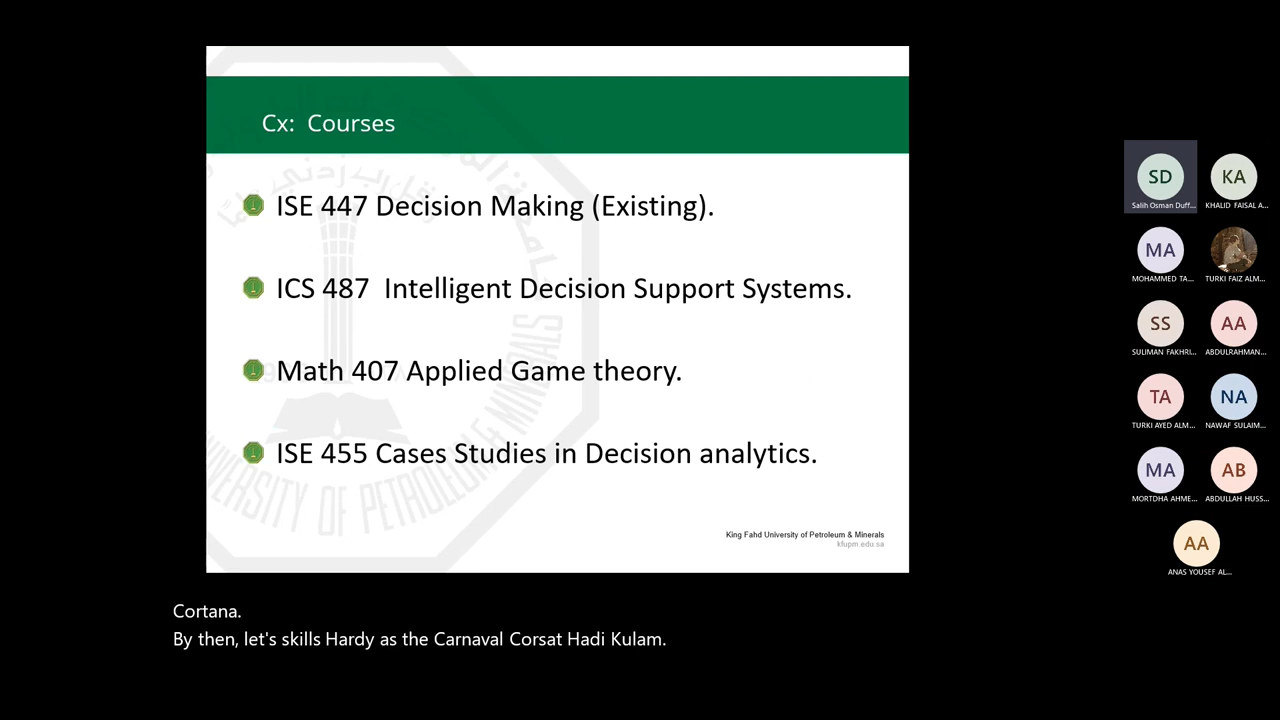 Cx: Courses
ISE 447 Decision Making (Existing).
ICS 487 Intelligent Decision Support Systems.
Math 407 Applied Game theory.
ISE 455 Cases Studies in Decision analytics.
King Fahd University of Petroleum & Minerals
kfupm.edu.sa
Cortana.
By then, let's skills Hardy as the Carnaval Corsat Hadi Kulam.
SD
Salih Osman Duff...
KA
KHALID FAISAL A...
MA
MOHAMMED TA...
TURKI FAIZ ALM...
SS
SULIMAN FAKHRI...
AA
ABDULRAHMAN...
TA
TURKI AYED ALM...
NA
NAWAF SULAIM...
MA
MORTDHA AHME...
AB
ABDULLAH HUSS...
AA
ANAS YOUSEF AL...